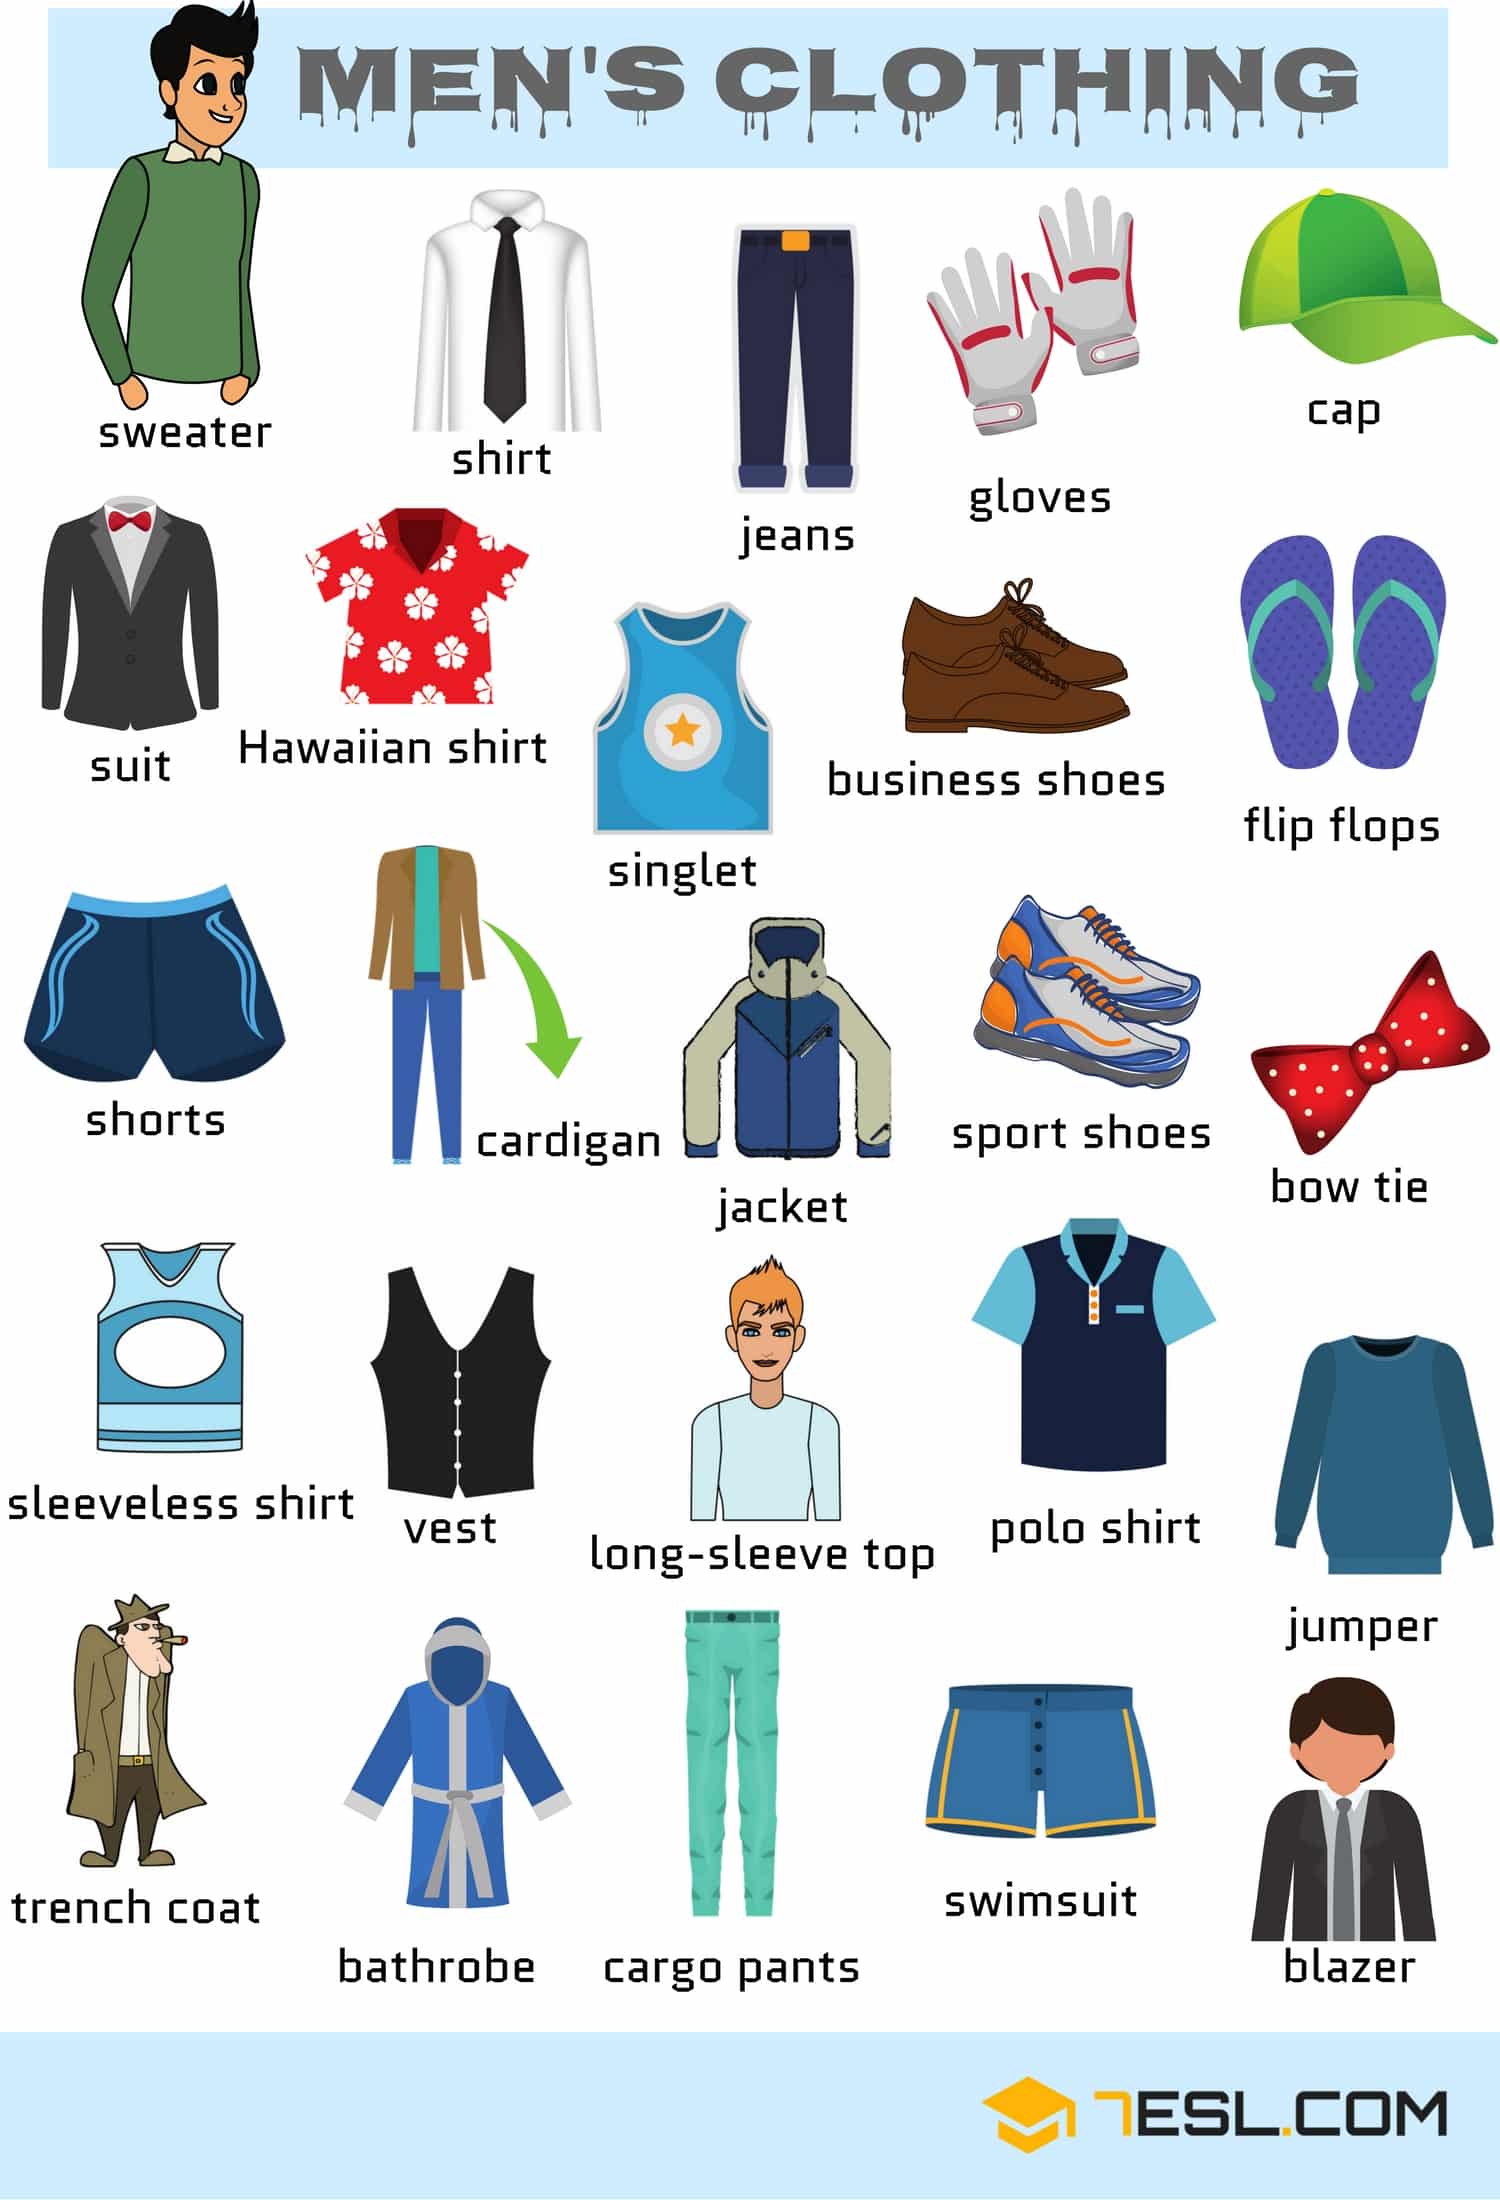 MEN'S CLOTHING
sweater
shirt
jeans
gloves
cap
suit
Hawaiian shirt
singlet
business shoes
flip flops
shorts
cardigan
jacket
sport shoes
bow tie
sleeveless shirt
vest
long-sleeve top
polo shirt
jumper
trench coat
bathrobe
cargo pants
swimsuit
blazer
7ESL.COM